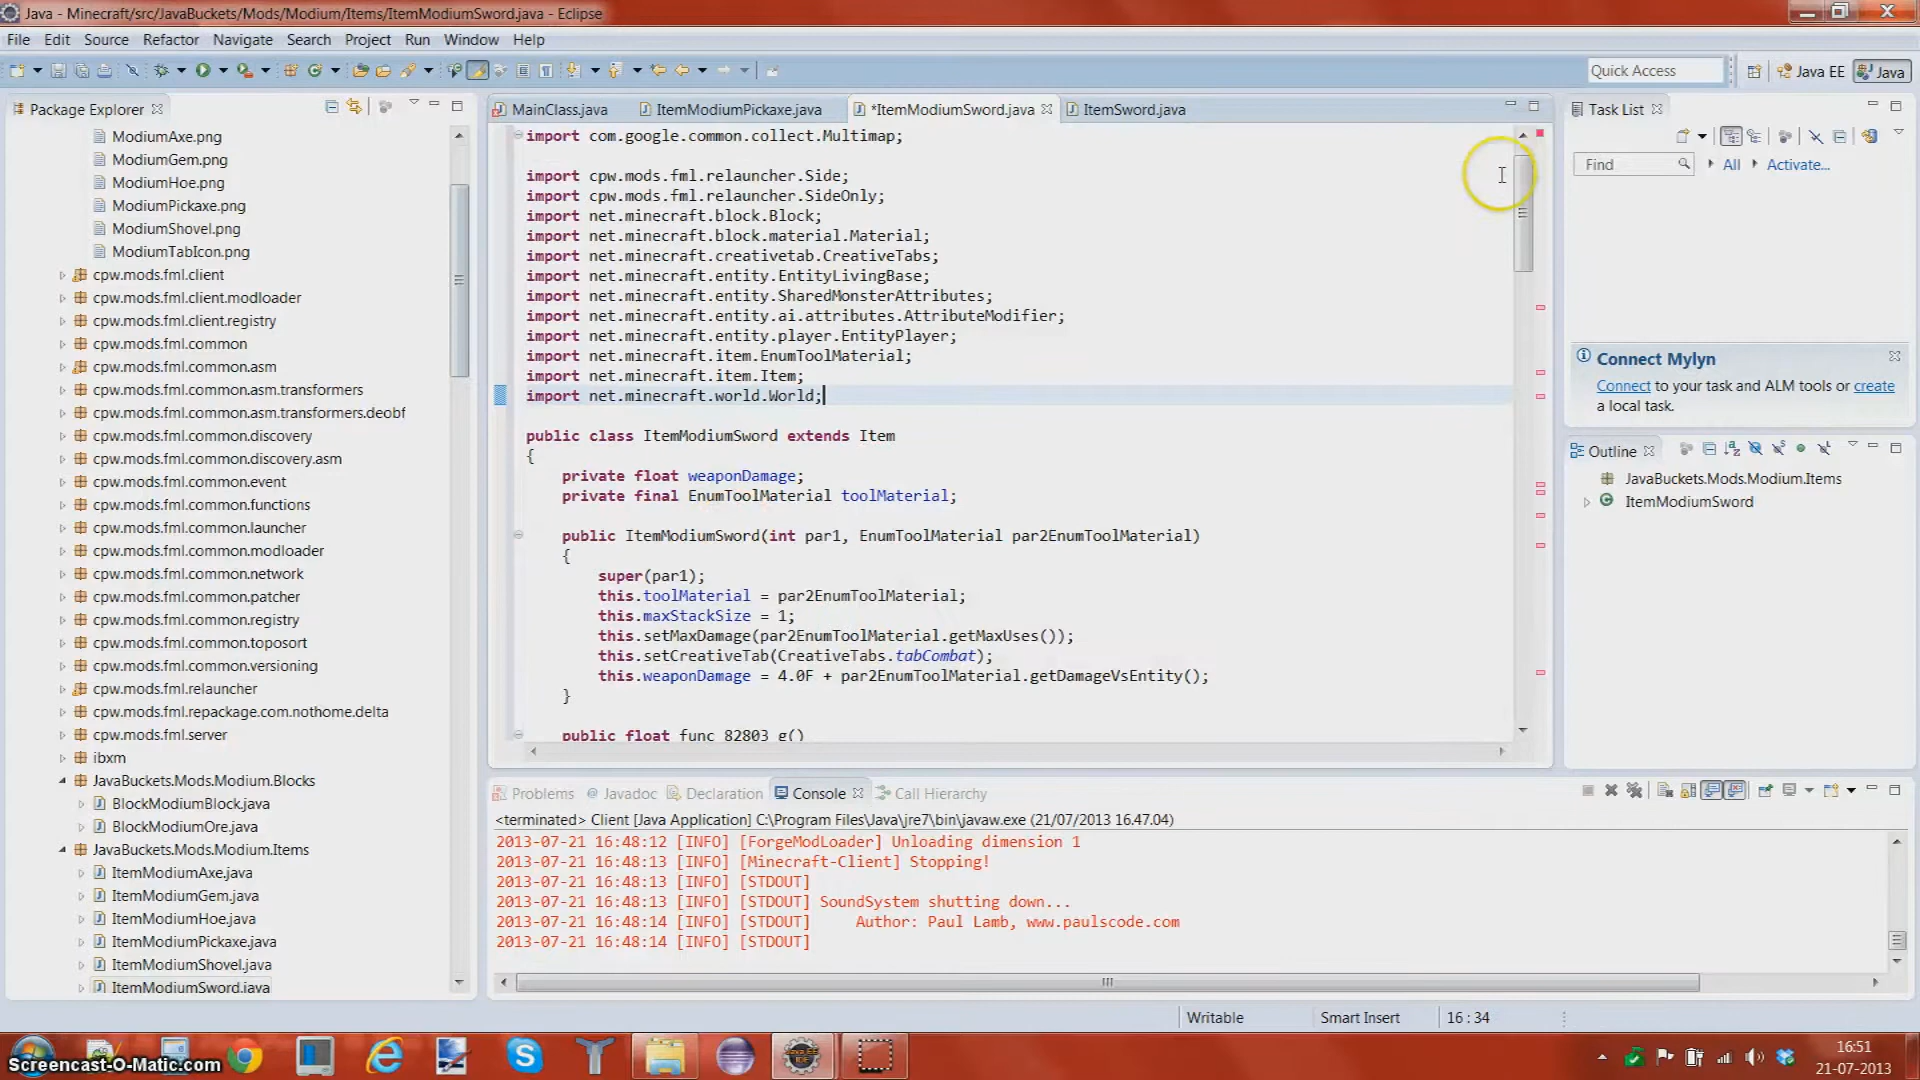 Java - Minecraft/src/JavaBuckets/Mods/Modium/Items/ItemModiumSword.java - Eclipse
File Edit Source Refactor Navigate Search Project Run Window Help
Quick Access
Java EE
Java
Package Explorer
ModiumAxe.png
ModiumGem.png
ModiumHoe.png
ModiumPickaxe.png
ModiumShovel.png
ModiumTabIcon.png
cpw.mods.fml.client
cpw.mods.fml.client.modloader
cpw.mods.fml.client.registry
cpw.mods.fml.common
cpw.mods.fml.common.asm
cpw.mods.fml.common.asm.transformers
cpw.mods.fml.common.asm.transformers.deobf
cpw.mods.fml.common.discovery
cpw.mods.fml.common.discovery.asm
cpw.mods.fml.common.event
cpw.mods.fml.common.functions
cpw.mods.fml.common.launcher
cpw.mods.fml.common.modloader
cpw.mods.fml.common.network
cpw.mods.fml.common.patcher
cpw.mods.fml.common.registry
cpw.mods.fml.common.toposort
cpw.mods.fml.common.versioning
cpw.mods.fml.relauncher
cpw.mods.fml.repackage.com.nothome.delta
cpw.mods.fml.server
ibxm
JavaBuckets.Mods.Modium.Blocks
BlockModiumBlock.java
BlockModiumOre.java
JavaBuckets.Mods.Modium.Items
ItemModiumAxe.java
ItemModiumGem.java
ItemModiumHoe.java
ItemModiumPickaxe.java
ItemModiumShovel.java
ItemModiumSword.java
MainClass.java
ItemModiumPickaxe.java
*ItemModiumSword.java
ItemSword.java
import com.google.common.collect.Multimap;
import cpw.mods.fml.relauncher.Side;
import cpw.mods.fml.relauncher.SideOnly;
import net.minecraft.block.Block;
import net.minecraft.block.material.Material;
import net.minecraft.creativetab.CreativeTabs;
import net.minecraft.entity.EntityLivingBase;
import net.minecraft.entity.SharedMonsterAttributes;
import net.minecraft.entity.ai.attributes.AttributeModifier;
import net.minecraft.entity.player.EntityPlayer;
import net.minecraft.item.EnumToolMaterial;
import net.minecraft.item.Item;
import net.minecraft.world.World;
public class ItemModiumSword extends Item
{
private float weaponDamage;
private final EnumToolMaterial toolMaterial;
public ItemModiumSword(int par1, EnumToolMaterial par2EnumToolMaterial)
{
super(par1);
this.toolMaterial = par2EnumToolMaterial;
this.maxStackSize = 1;
this.setMaxDamage(par2EnumToolMaterial.getMaxUses());
this.setCreativeTab(CreativeTabs.tabCombat);
this.weaponDamage = 4.0F + par2EnumToolMaterial.getDamageVsEntity();
}
public float func_82803_g()
Task List
Find
All
Activate...
Connect Mylyn
Connect to your task and ALM tools or create
a local task.
Outline
JavaBuckets.Mods.Modium.Items
ItemModiumSword
Problems
@ Javadoc
Declaration
Console
Call Hierarchy
<terminated> Client [Java Application] C:\Program Files\Java\jre7\bin\javaw.exe (21/07/2013 16.47.04)
2013-07-21 16:48:12 [INFO] [ForgeModLoader] Unloading dimension 1
2013-07-21 16:48:13 [INFO] [Minecraft-Client] Stopping!
2013-07-21 16:48:13 [INFO] [STDOUT]
2013-07-21 16:48:13 [INFO] [STDOUT] SoundSystem shutting down...
2013-07-21 16:48:14 [INFO] [STDOUT] Author: Paul Lamb, www.paulscode.com
2013-07-21 16:48:14 [INFO] [STDOUT]
Writable
Smart Insert
16 : 34
Screencast-O-Matic.com
16:51
21-07-2013